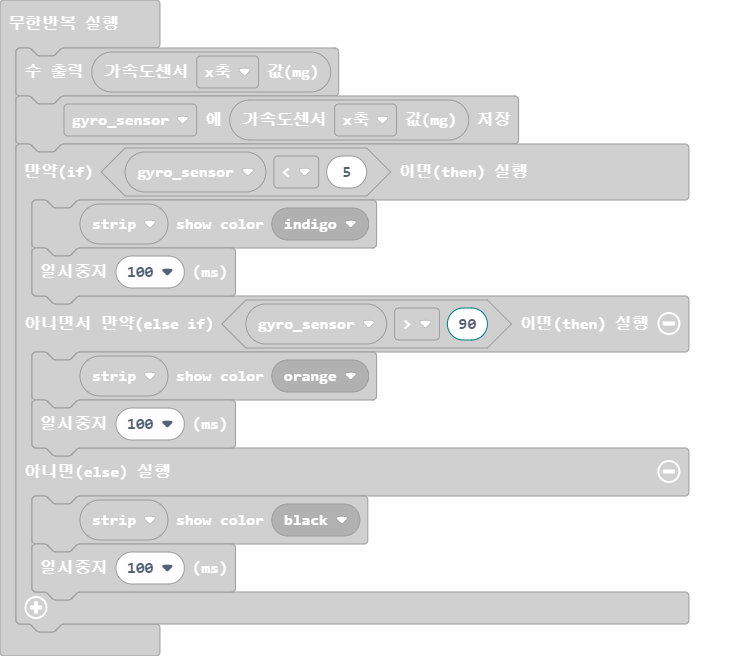 무한반복 실행
수 출력 가속도센서 x축 값(mg)
gyro_sensor 에 가속도센서 x축 값(mg) 저장
만약(if) gyro_sensor < 5 이면(then) 실행
strip show color indigo
일시중지 100 (ms)
아니면서 만약(else if) gyro_sensor > 90 이면(then) 실행
strip show color orange
일시중지 100 (ms)
아니면(else) 실행
strip show color black
일시중지 100 (ms)